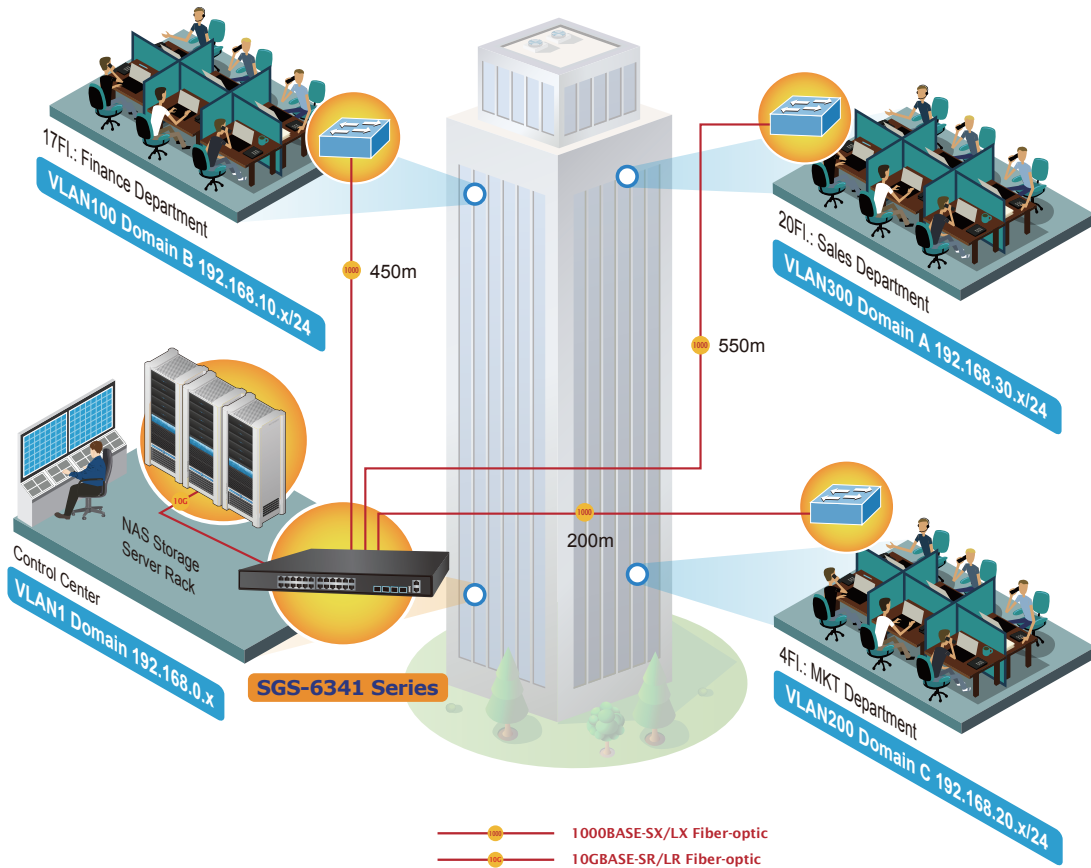 17Fl.: Finance Department
VLAN100 Domain B 192.168.10.x/24
1000
450m
20Fl.: Sales Department
VLAN300 Domain A 192.168.30.x/24
1000
550m
10G
NAS Storage
Server Rack
Control Center
VLAN1 Domain 192.168.0.x
SGS-6341 Series
1000
200m
4Fl.: MKT Department
VLAN200 Domain C 192.168.20.x/24
1000
1000BASE-SX/LX Fiber-optic
10G
10GBASE-SR/LR Fiber-optic